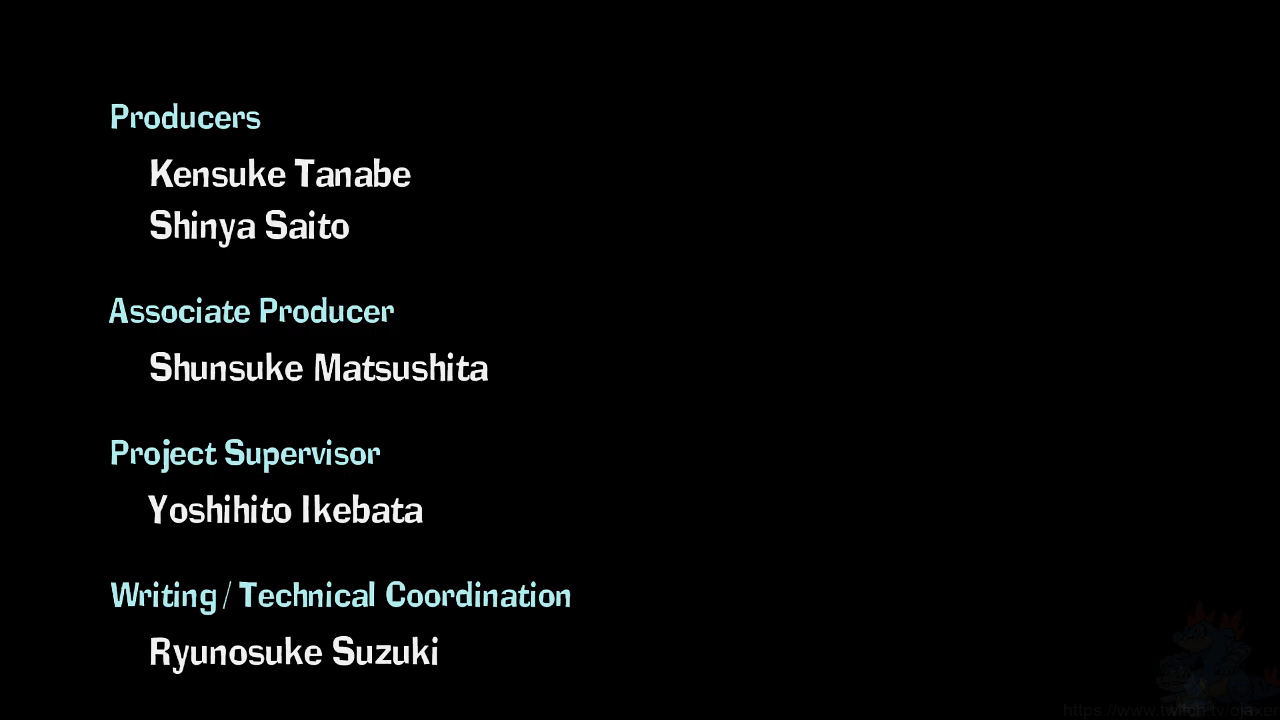 Producers
Kensuke Tanabe
Shinya Saito
Associate Producer
Shunsuke Matsushita
Project Supervisor
Yoshihito Ikebata
Writing / Technical Coordination
Ryunosuke Suzuki